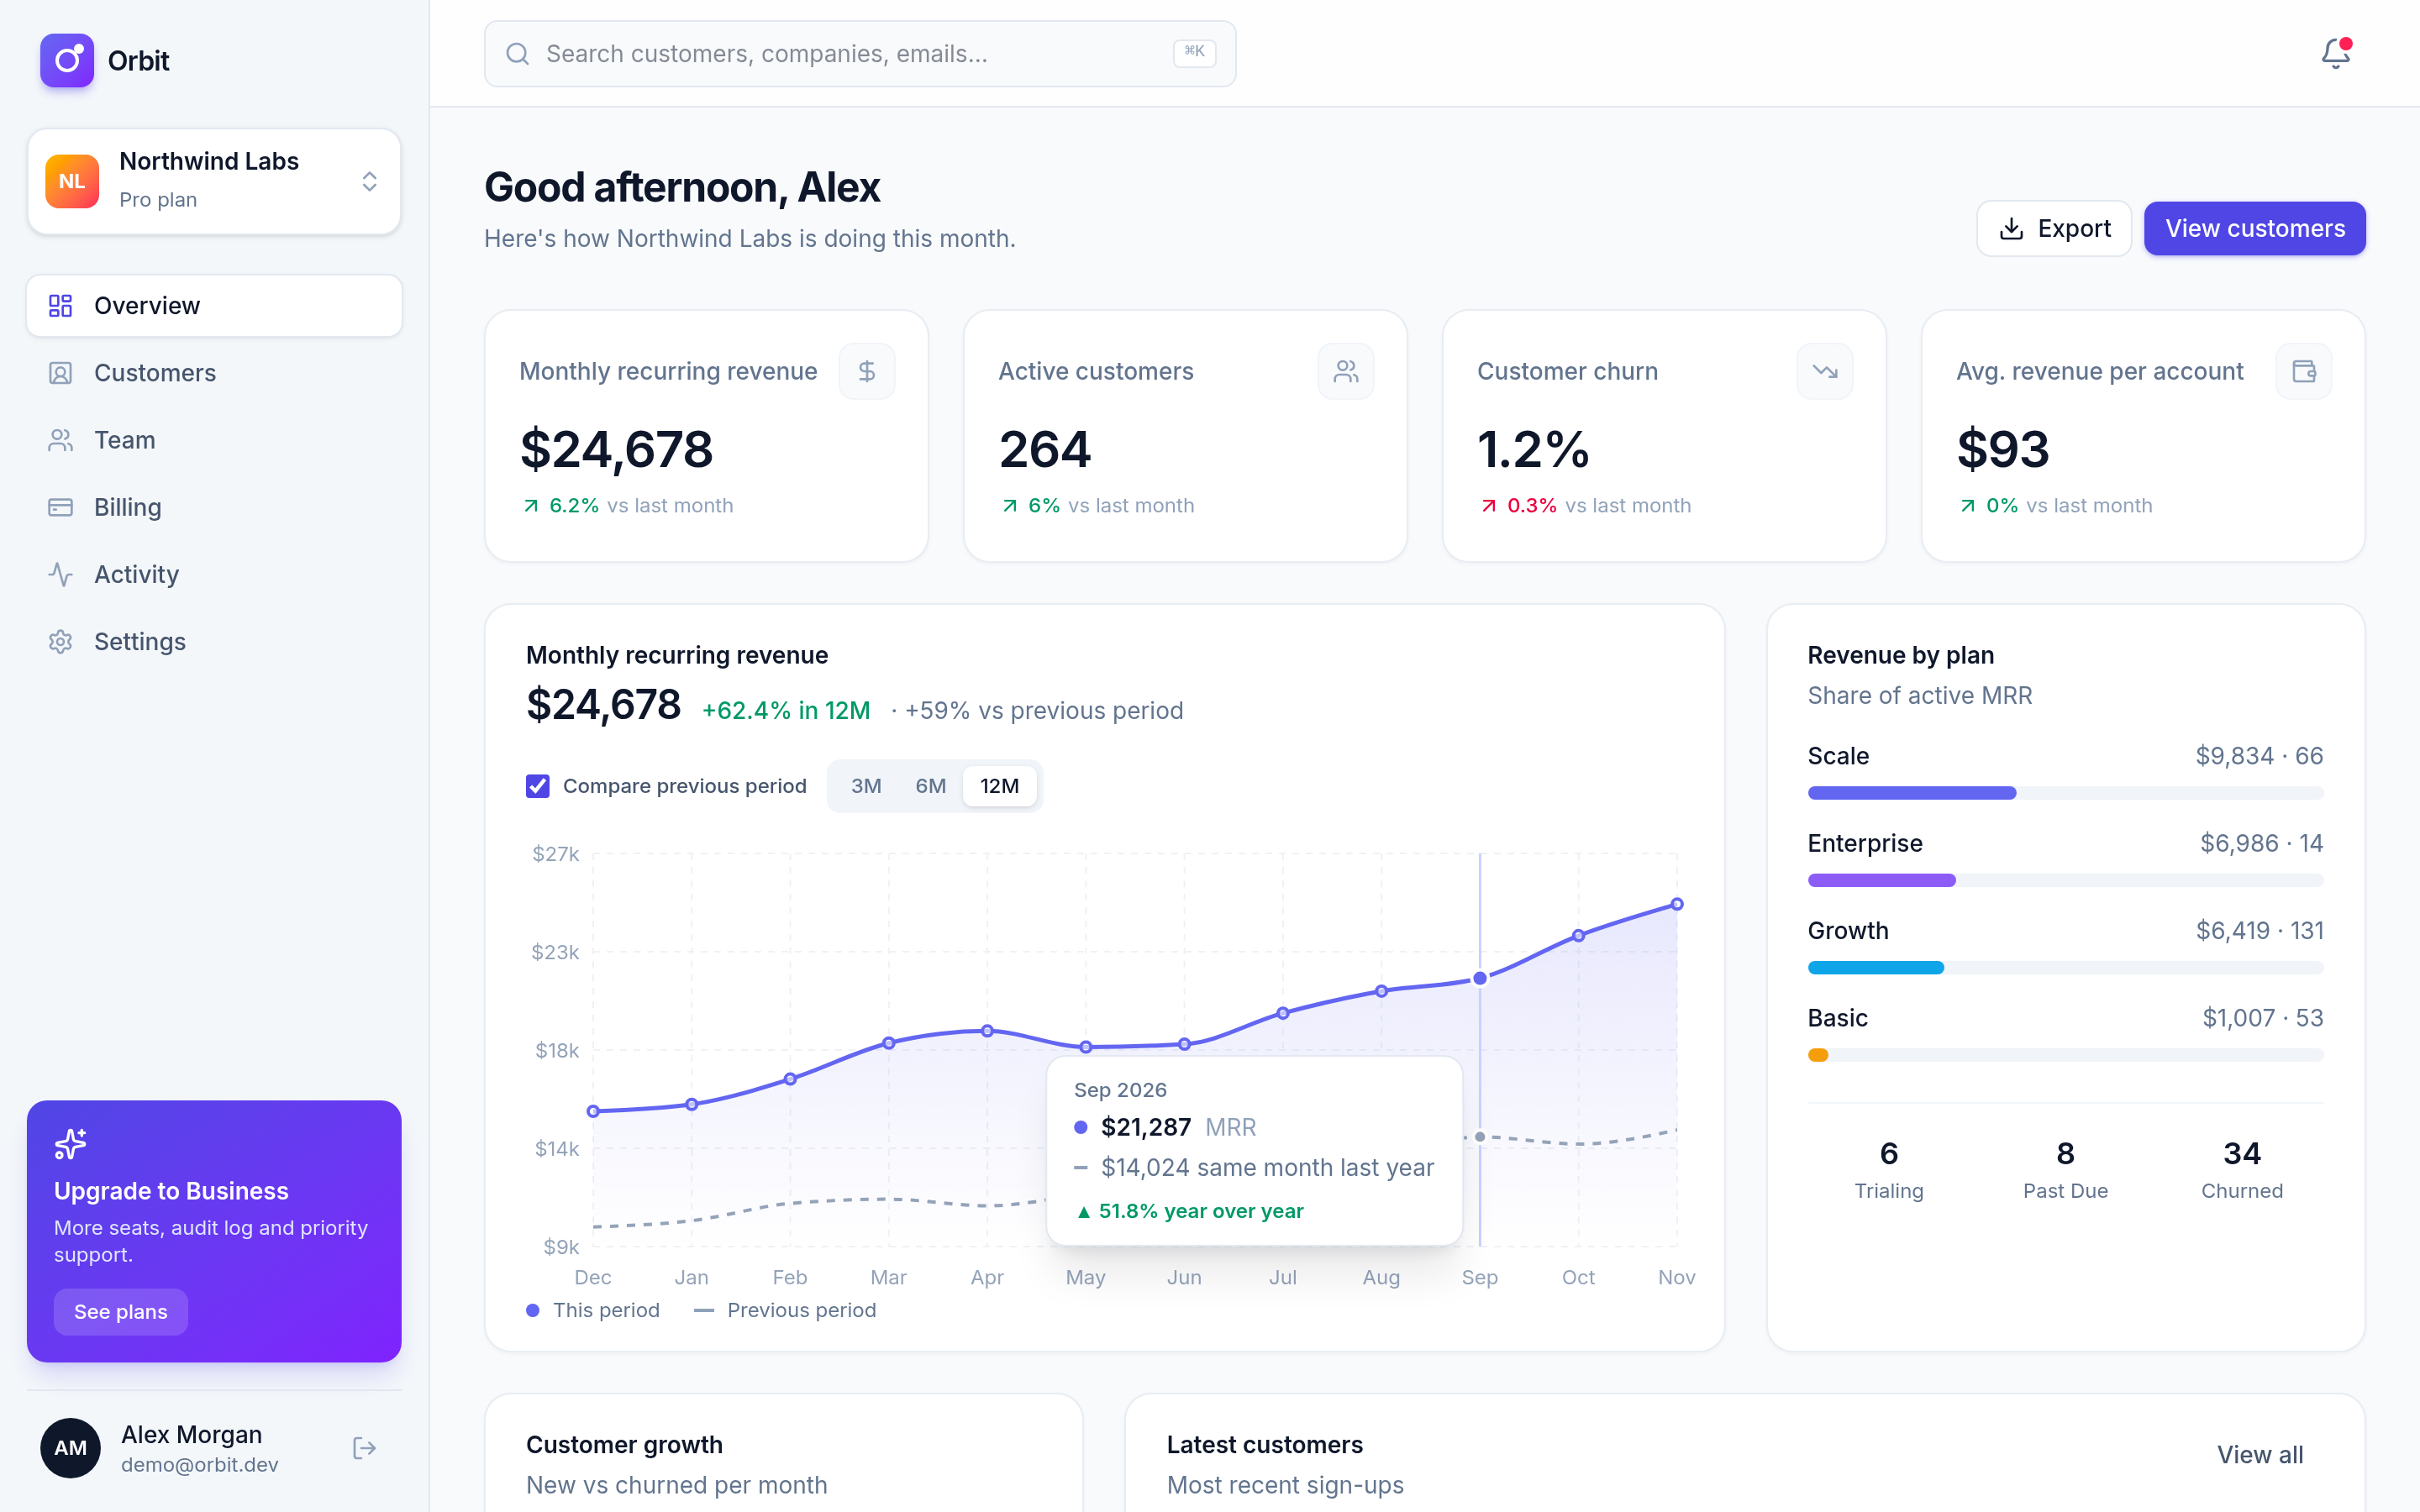 Orbit
NL
Northwind Labs
Pro plan
Overview
Customers
Team
Billing
Activity
Settings
Upgrade to Business
More seats, audit log and priority
support.
See plans
AM
Alex Morgan
demo@orbit.dev
Search customers, companies, emails...
⌘K
Good afternoon, Alex
Here's how Northwind Labs is doing this month.
Export
View customers
Monthly recurring revenue
$24,678
6.2% vs last month
Active customers
264
6% vs last month
Customer churn
1.2%
0.3% vs last month
Avg. revenue per account
$93
0% vs last month
Monthly recurring revenue
$24,678 +62.4% in 12M · +59% vs previous period
Compare previous period 3M 6M 12M
$27k
$23k
$18k
$14k
$9k
Sep 2026
$21,287 MRR
$14,024 same month last year
▲ 51.8% year over year
Dec Jan Feb Mar Apr May Jun Jul Aug Sep Oct Nov
This period Previous period
Revenue by plan
Share of active MRR
Scale $9,834 · 66
Enterprise $6,986 · 14
Growth $6,419 · 131
Basic $1,007 · 53
6 8 34
Trialing Past Due Churned
Customer growth
New vs churned per month
Latest customers
Most recent sign-ups
View all